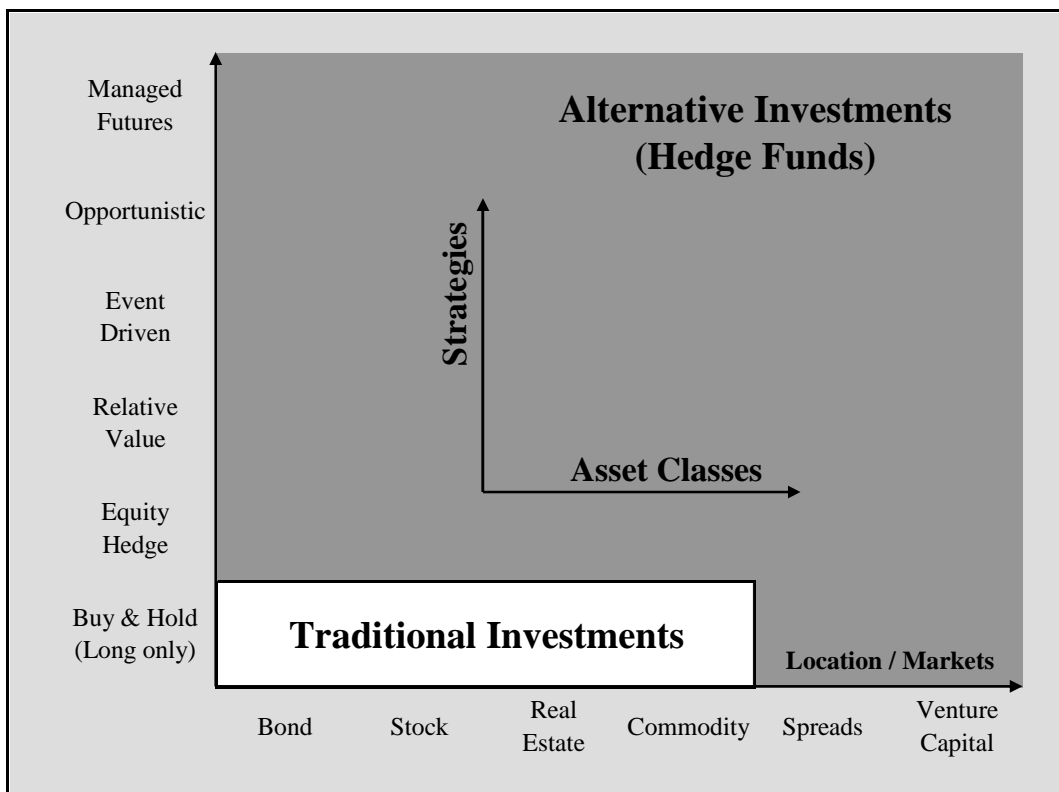 Managed
Futures
Alternative Investments
(Hedge Funds)
Opportunistic
Strategies
Event
Driven
Relative
Value
Asset Classes
Equity
Hedge
Buy & Hold
(Long only)
Traditional Investments
Location / Markets
Bond
Stock
Real
Estate
Commodity
Spreads
Venture
Capital